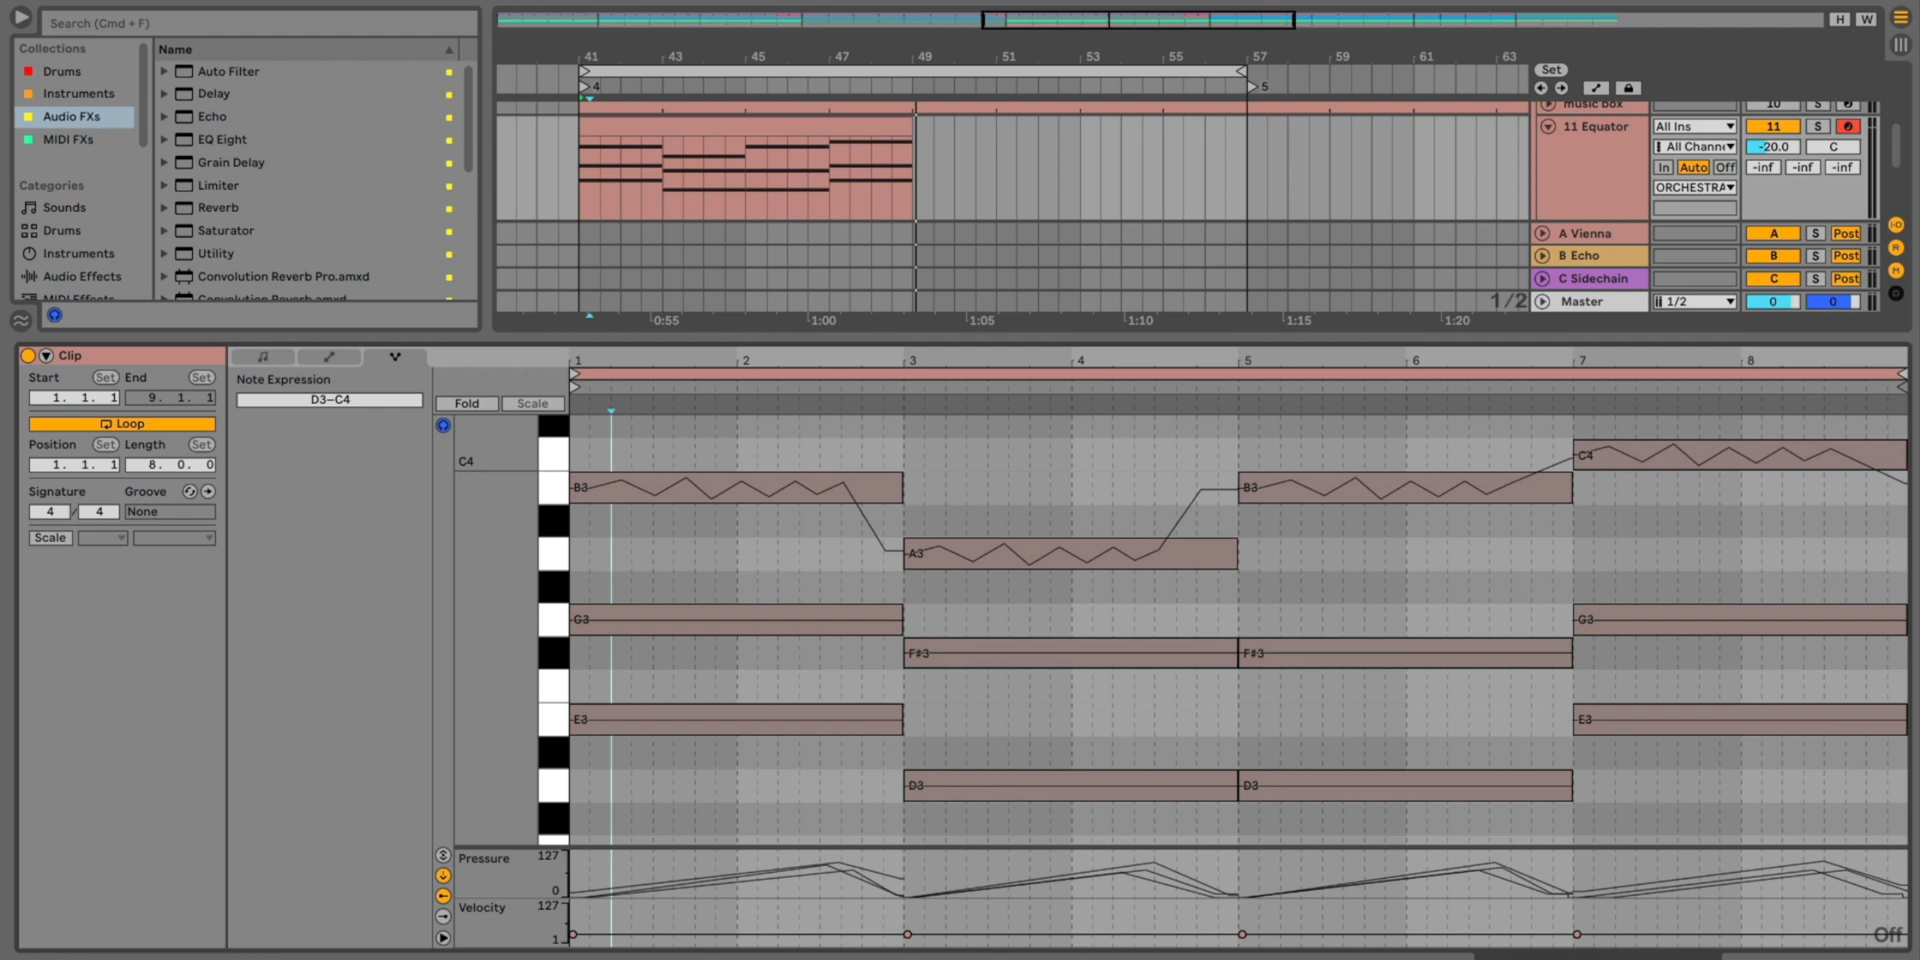 Search (Cmd + F)
H W
Collections
Name
Drums
Instruments
Audio FXs
MIDI FXs
Categories
Sounds
Drums
Instruments
Audio Effects
Auto Filter
Delay
Echo
EQ Eight
Grain Delay
Limiter
Reverb
Saturator
Utility
Convolution Reverb Pro.amxd
41 43 45 47 49 51 53 55 57 59 61 63
Set
4 5
music box 10 S
11 Equator All Ins 11 S
-20.0 C
In Auto Off -inf -inf -inf
A Vienna A S Post
B Echo B S Post
C Sidechain C S Post
1/2 Master 1/2 0 0
0:55 1:00 1:05 1:10 1:15 1:20
Clip
Start Set End Set
1. 1. 1 9. 1. 1
Loop
Position Set Length Set
1. 1. 1 8. 0. 0
Signature Groove
4 / 4 None
Scale
Note Expression
D3–C4
Fold Scale
1 2 3 4 5 6 7 8
C4
C4
B3 B3
A3
G3 G3
F#3 F#3
E3 E3
D3 D3
Pressure 127
0
Velocity 127
1
Off